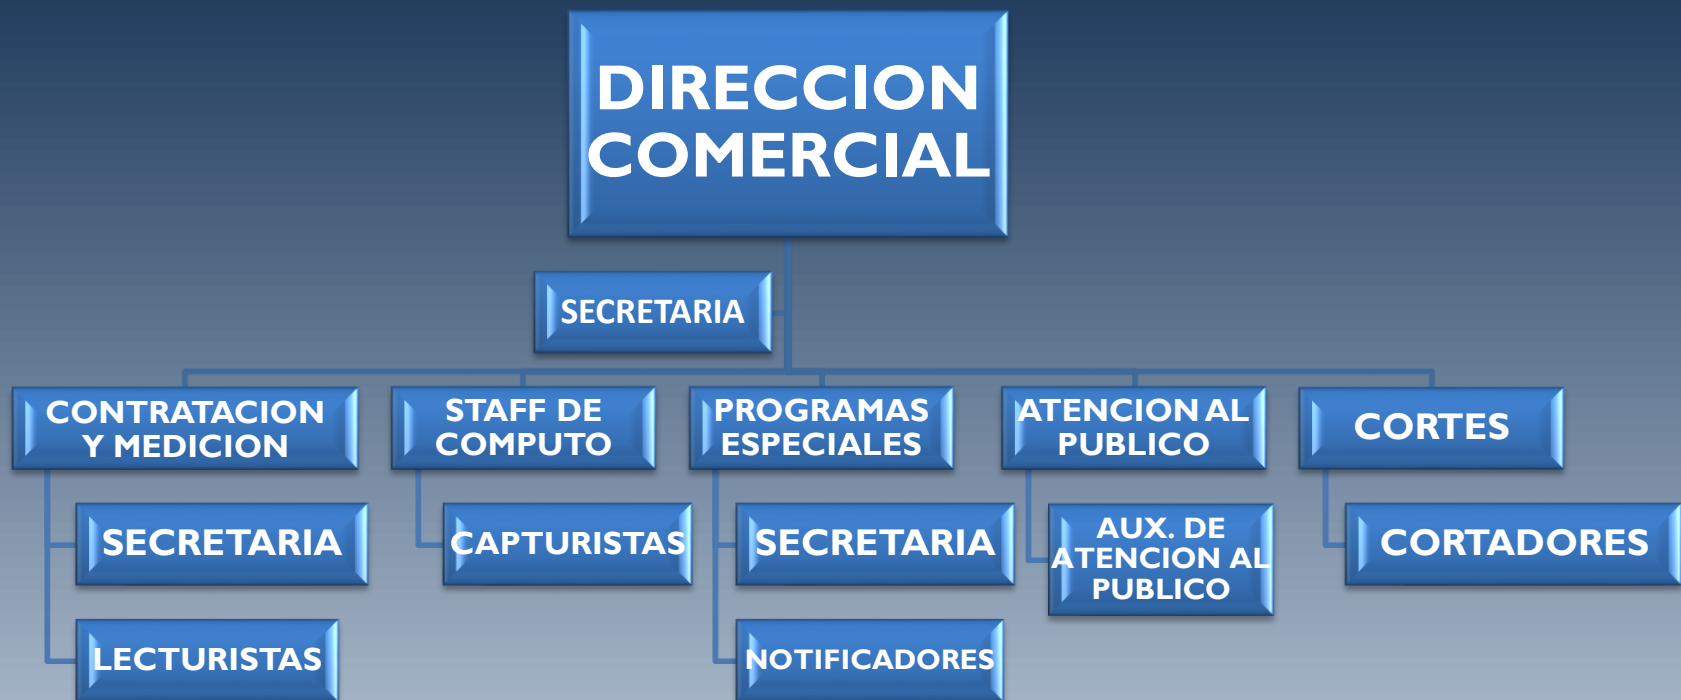 DIRECCION
COMERCIAL
SECRETARIA
CONTRATACION
Y MEDICION
STAFF DE
COMPUTO
PROGRAMAS
ESPECIALES
ATENCION AL
PUBLICO
CORTES
SECRETARIA
CAPTURISTAS
SECRETARIA
AUX. DE
ATENCION AL
PUBLICO
CORTADORES
LECTURISTAS
NOTIFICADORES